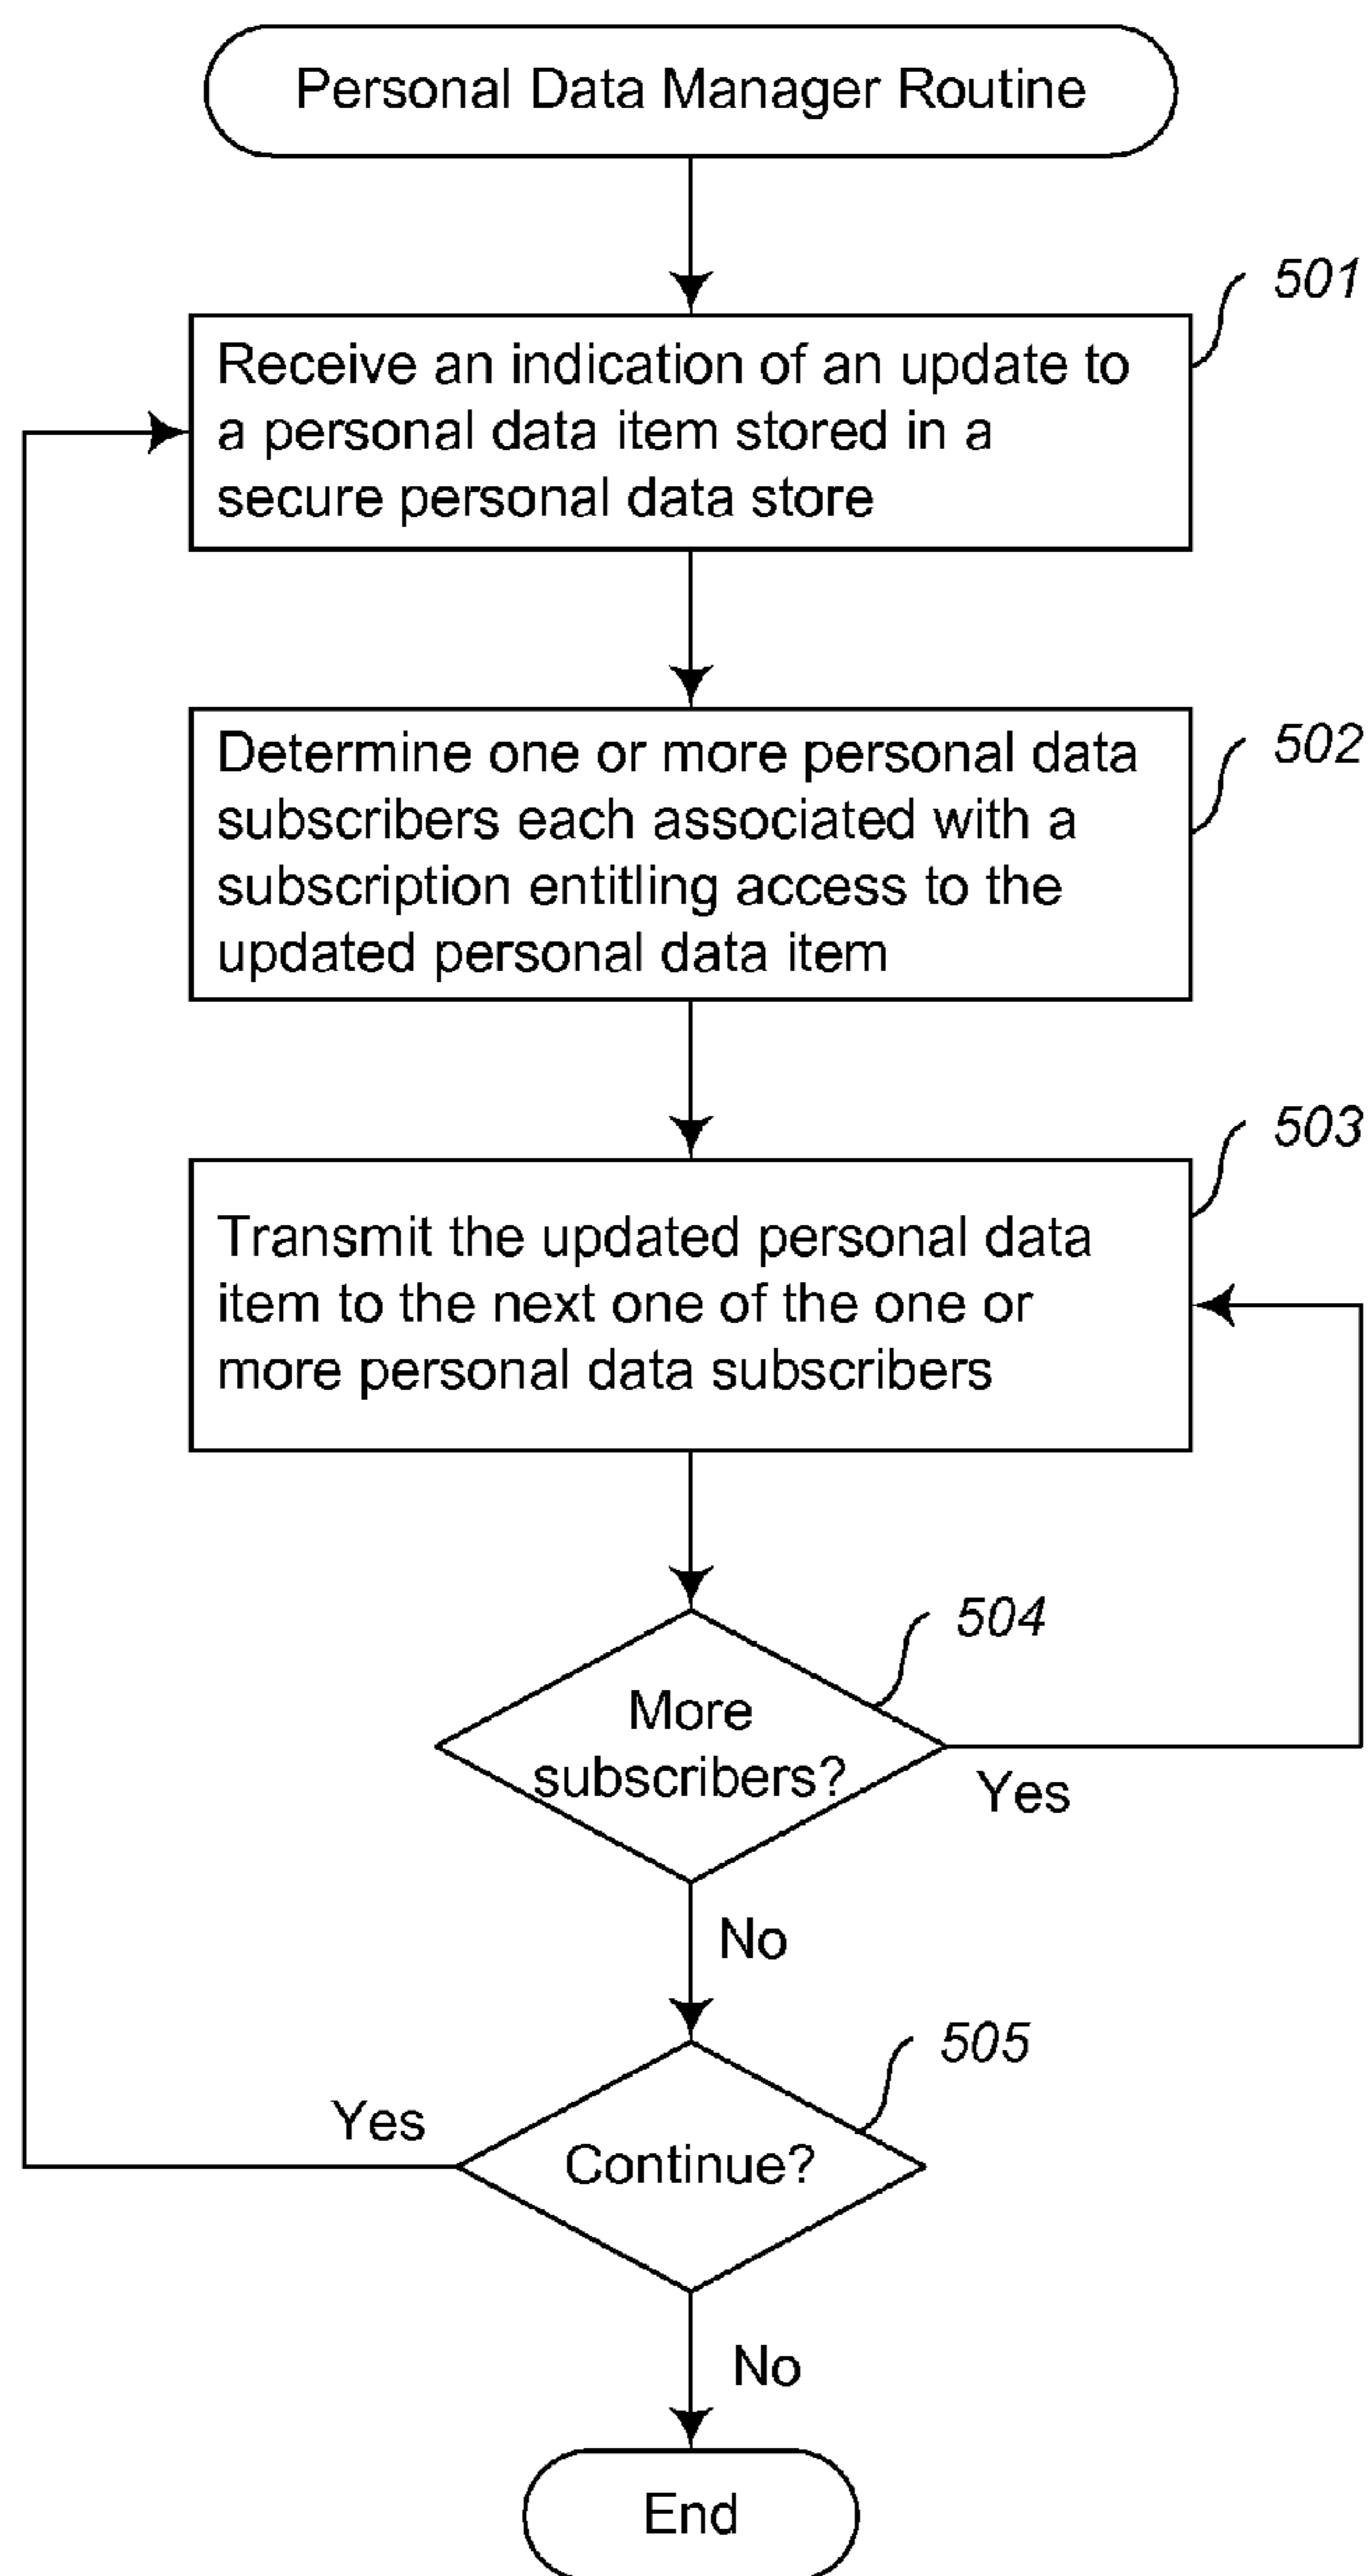 Personal Data Manager Routine
501
Receive an indication of an update to
a personal data item stored in a
secure personal data store
502
Determine one or more personal data
subscribers each associated with a
subscription entitling access to the
updated personal data item
503
Transmit the updated personal data
item to the next one of the one or
more personal data subscribers
504
More
subscribers?
Yes
No
505
Yes
Continue?
No
End